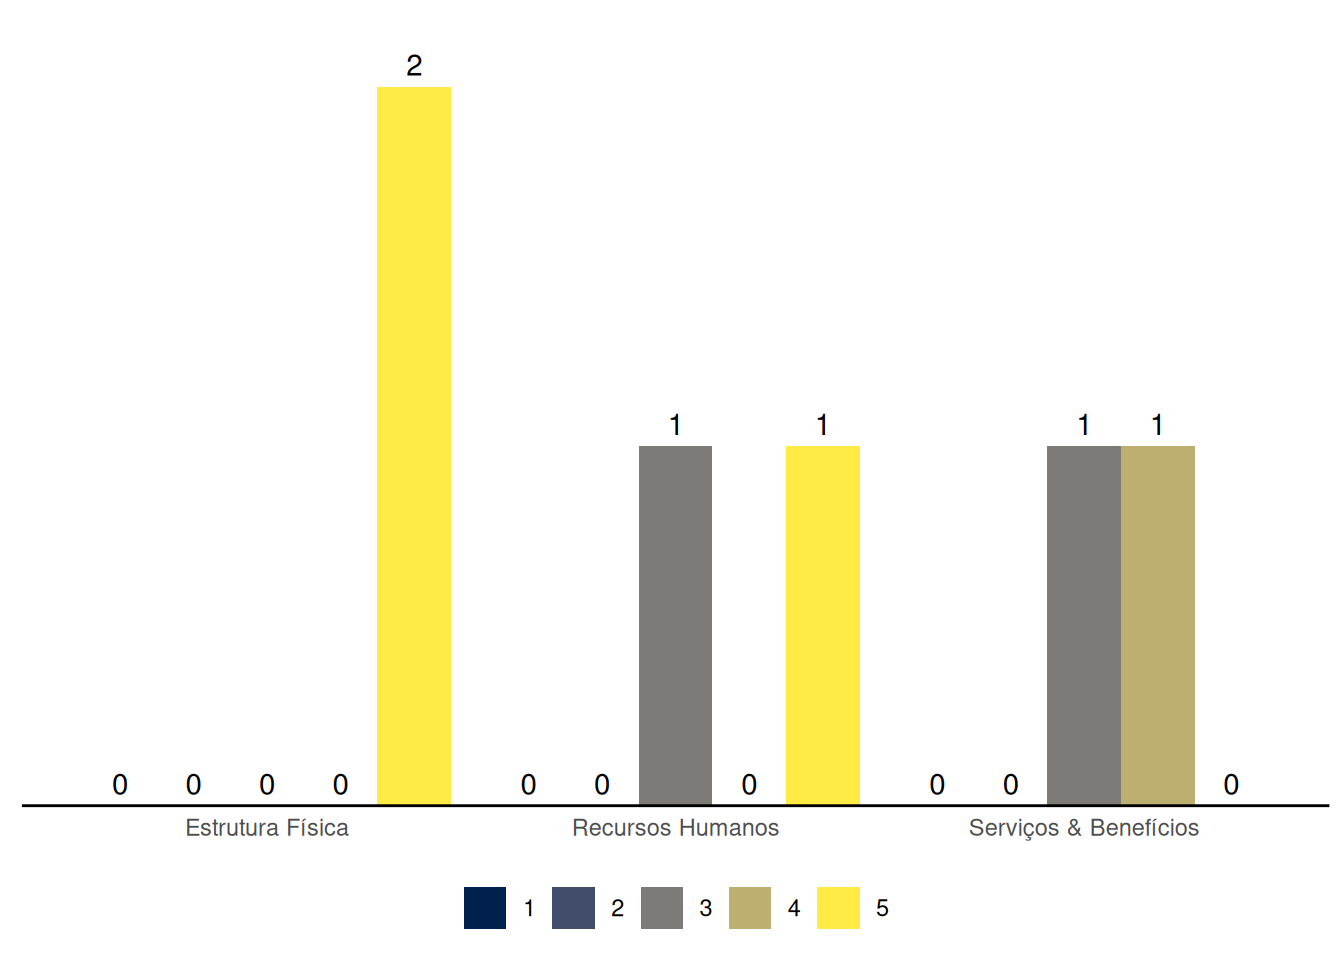 2
1 1 1 1
0 0 0 0 0 0 0 0 0 0
Estrutura Física Recursos Humanos Serviços & Benefícios
1 2 3 4 5